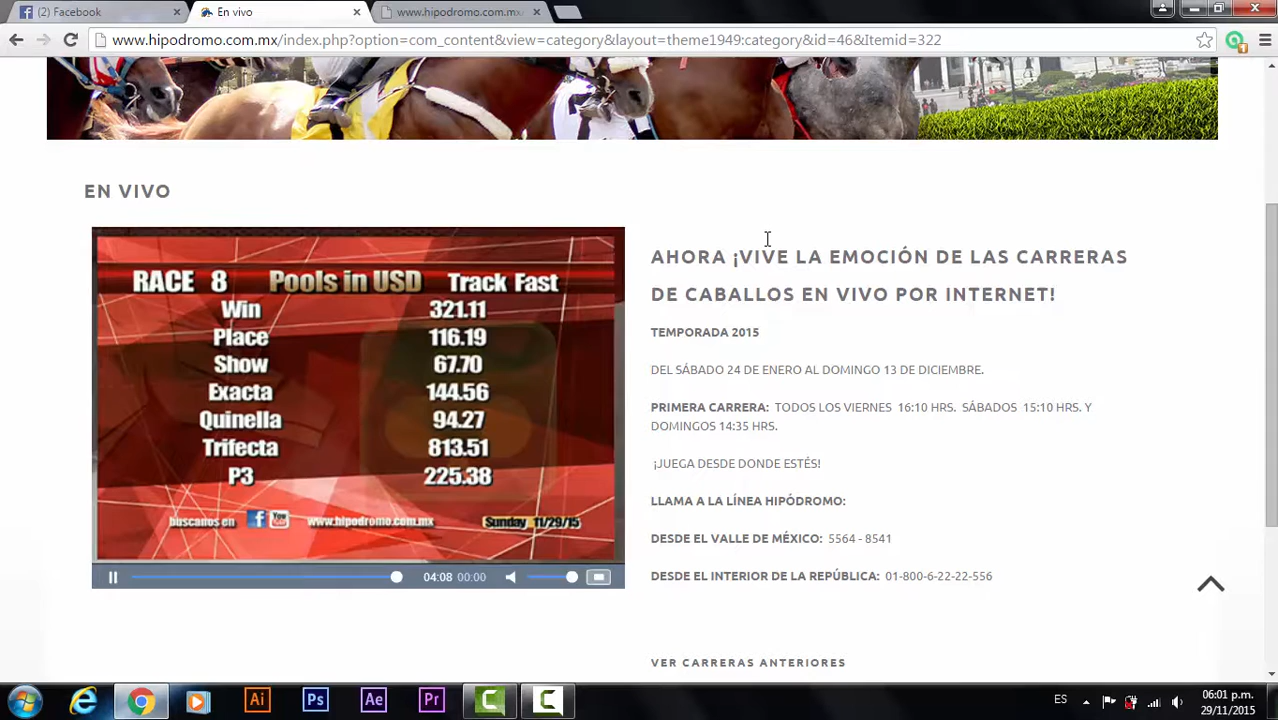 (2) Facebook
En vivo
www.hipodromo.com.mx
www.hipodromo.com.mx/index.php?option=com_content&view=category&layout=theme1949:category&id=46&Itemid=322
EN VIVO
RACE 8 Pools in USD Track Fast
Win 321.11
Place 116.19
Show 67.70
Exacta 144.56
Quinella 94.27
Trifecta 813.51
P3 225.38
buscanos en f You www.hipodromo.com.mx Sunday 11/29/15
04:08 00:00
AHORA ¡VIVE LA EMOCIÓN DE LAS CARRERAS
DE CABALLOS EN VIVO POR INTERNET!
TEMPORADA 2015
DEL SÁBADO 24 DE ENERO AL DOMINGO 13 DE DICIEMBRE.
PRIMERA CARRERA: TODOS LOS VIERNES 16:10 HRS. SÁBADOS 15:10 HRS. Y
DOMINGOS 14:35 HRS.
¡JUEGA DESDE DONDE ESTÉS!
LLAMA A LA LÍNEA HIPÓDROMO:
DESDE EL VALLE DE MÉXICO: 5564 - 8541
DESDE EL INTERIOR DE LA REPÚBLICA: 01-800-6-22-22-556
VER CARRERAS ANTERIORES
Ai Ps Ae Pr
ES
06:01 p.m.
29/11/2015